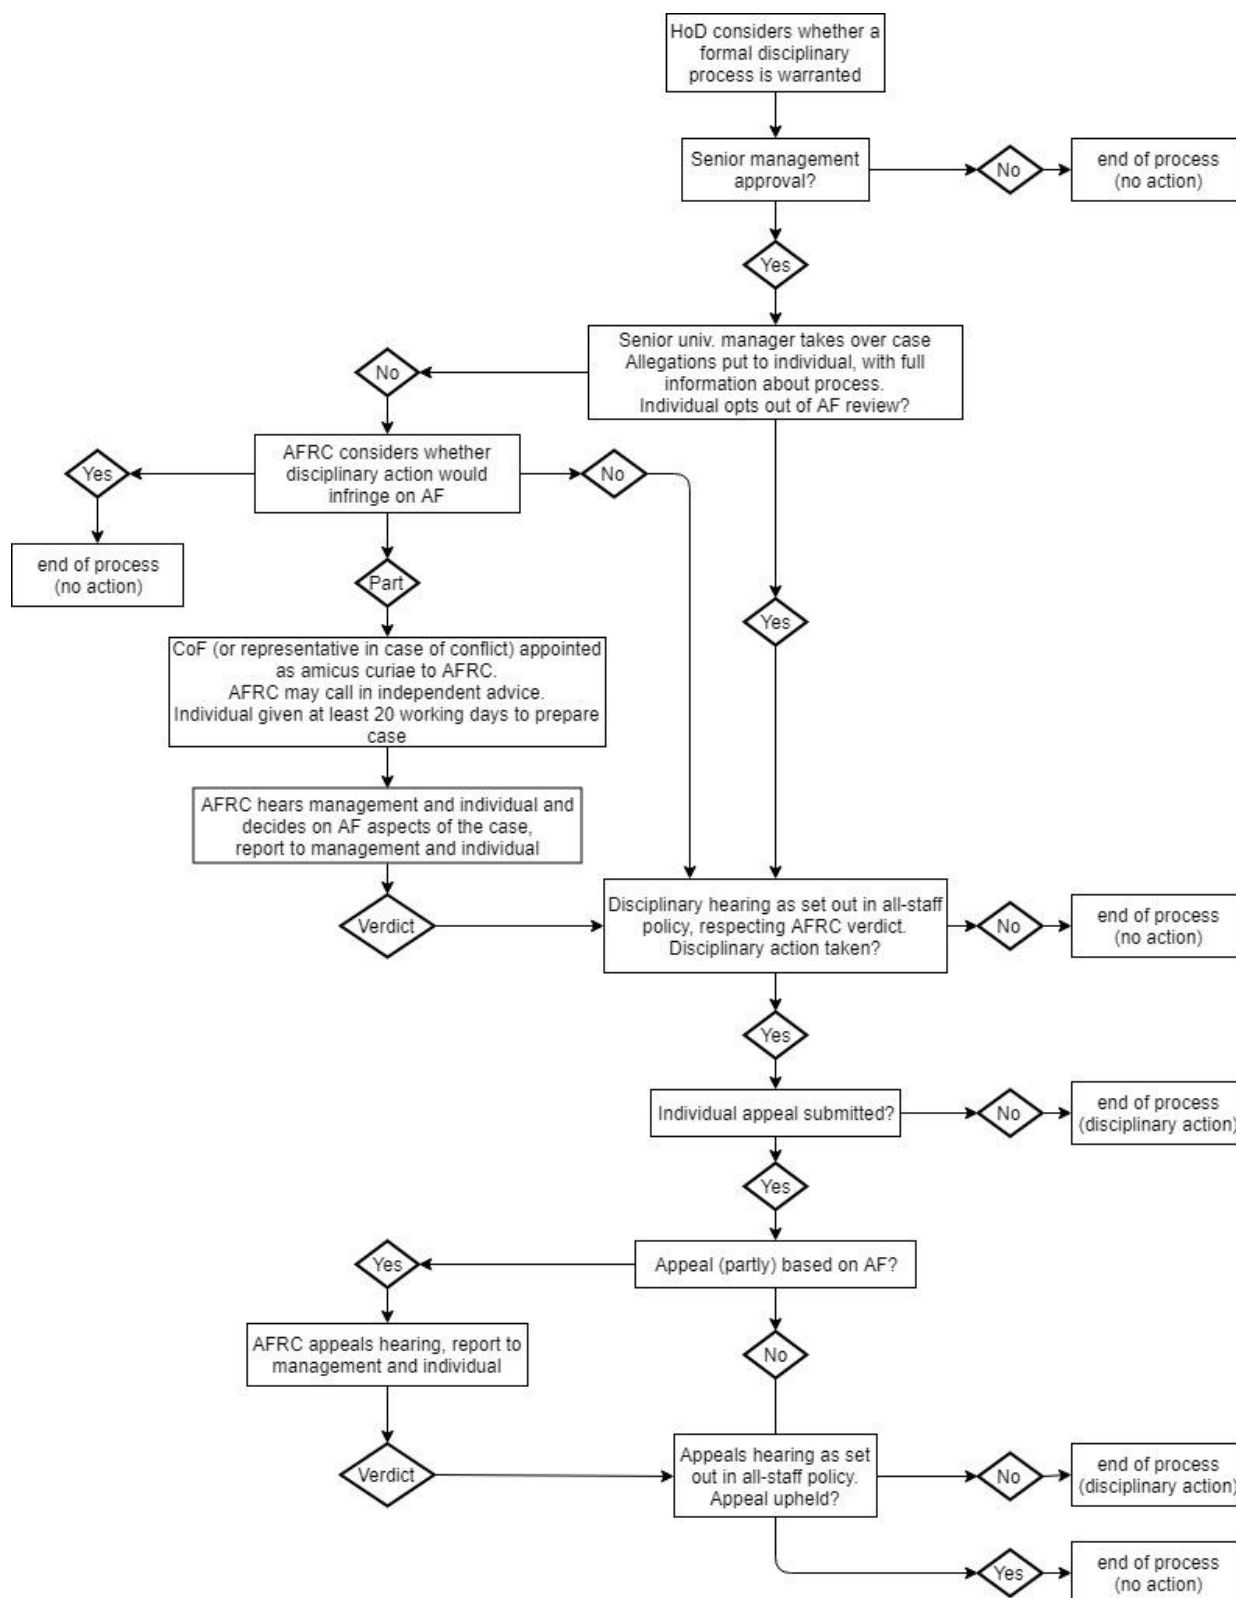 HoD considers whether a
formal disciplinary
process is warranted
Senior management
approval?
No
end of process
(no action)
Yes
Senior univ. manager takes over case
Allegations put to individual, with full
information about process.
Individual opts out of AF review?
No
AFRC considers whether
disciplinary action would
infringe on AF
Yes
No
end of process
(no action)
Part
Yes
CoF (or representative in case of conflict) appointed
as amicus curiae to AFRC.
AFRC may call in independent advice.
Individual given at least 20 working days to prepare
case
AFRC hears management and individual and
decides on AF aspects of the case,
report to management and individual
Verdict
Disciplinary hearing as set out in all-staff
policy, respecting AFRC verdict.
Disciplinary action taken?
No
end of process
(no action)
Yes
Individual appeal submitted?
No
end of process
(disciplinary action)
Yes
Appeal (partly) based on AF?
Yes
AFRC appeals hearing, report to
management and individual
No
Verdict
Appeals hearing as set
out in all-staff policy.
Appeal upheld?
No
end of process
(disciplinary action)
Yes
end of process
(no action)